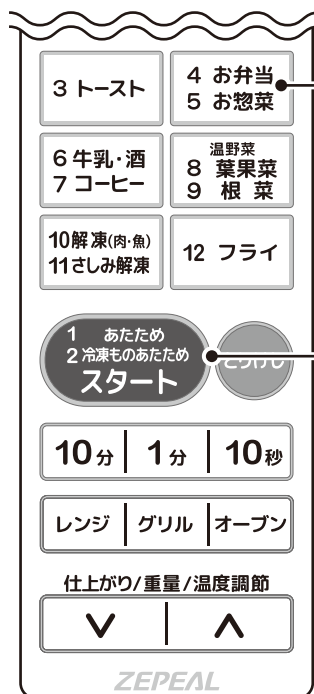 3 トースト
4 お弁当
5 お惣菜
6 牛乳・酒
7 コーヒー
温野菜
8 葉果菜
9 根 菜
10解凍(肉・魚)
11さしみ解凍
12 フライ
1 あたため
2 冷凍ものあたため
スタート
とりけし
10分 1分 10秒
レンジ グリル オーブン
仕上がり/重量/温度調節
ZEPEAL